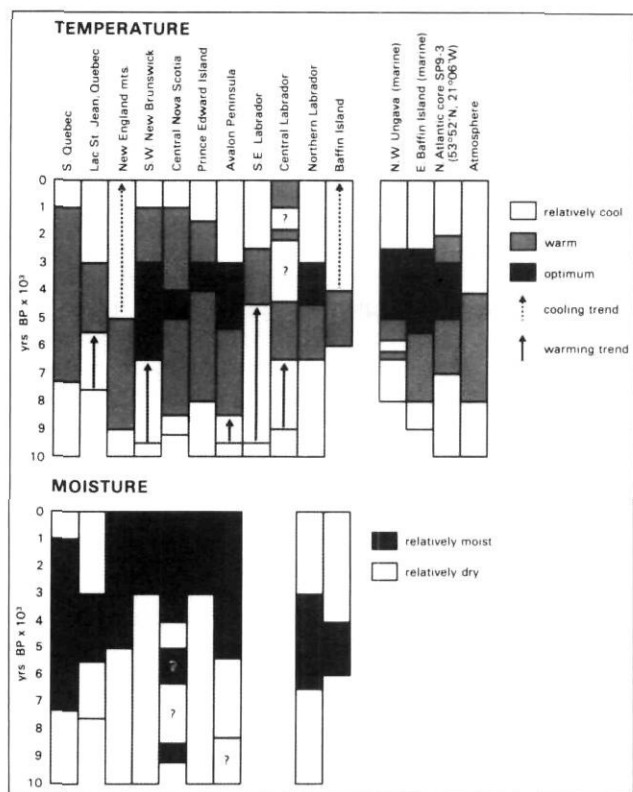 TEMPERATURE
S Quebec
Lac St. Jean, Quebec
New England mts.
S.W New Brunswick
Central Nova Scotia
Prince Edward Island
Avalon Peninsula
S.E. Labrador
Central Labrador
Northern Labrador
Baffin Island
N.W. Ungava (marine)
E Baffin Island (marine)
N Atlantic core SP9-3
(53°52'N, 21°06'W)
Atmosphere
yrs BP x 10³
0
1
2
3
4
5
6
7
8
9
10
?
?
relatively cool
warm
optimum
cooling trend
warming trend
MOISTURE
yrs BP x 10³
0
1
2
3
4
5
6
7
8
9
10
?
?
?
relatively moist
relatively dry